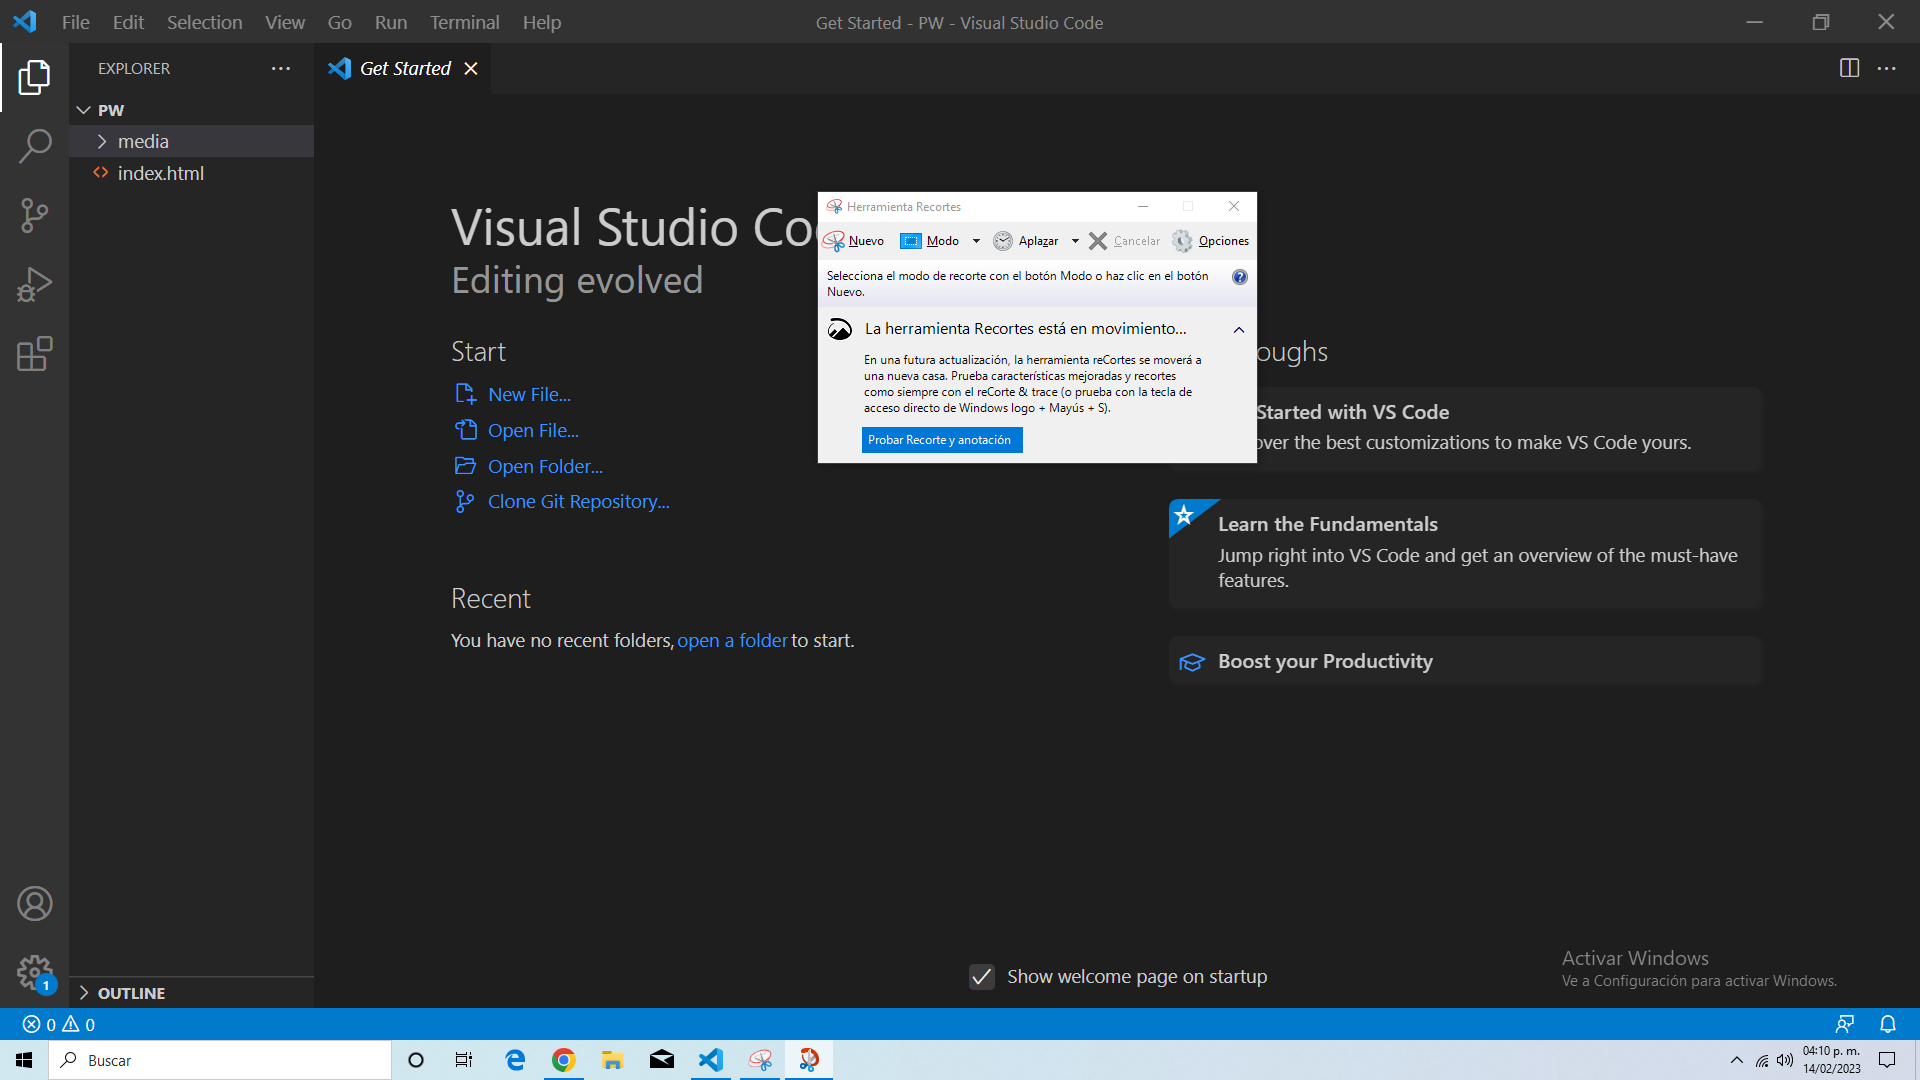 File Edit Selection View Go Run Terminal Help
Get Started - PW - Visual Studio Code
EXPLORER
Get Started
PW
media
index.html
Visual Studio Co
Editing evolved
Start
New File...
Open File...
Open Folder...
Clone Git Repository...
Recent
You have no recent folders, open a folder to start.
Herramienta Recortes
Nuevo Modo Aplazar Cancelar Opciones
Selecciona el modo de recorte con el botón Modo o haz clic en el botón
Nuevo.
La herramienta Recortes está en movimiento...
En una futura actualización, la herramienta reCortes se moverá a
una nueva casa. Prueba características mejoradas y recortes
como siempre con el reCorte & trace (o prueba con la tecla de
acceso directo de Windows logo + Mayús + S).
Probar Recorte y anotación
oughs
Started with VS Code
over the best customizations to make VS Code yours.
Learn the Fundamentals
Jump right into VS Code and get an overview of the must-have
features.
Boost your Productivity
Show welcome page on startup
Activar Windows
Ve a Configuración para activar Windows.
1
OUTLINE
0 0
Buscar
04:10 p. m.
14/02/2023